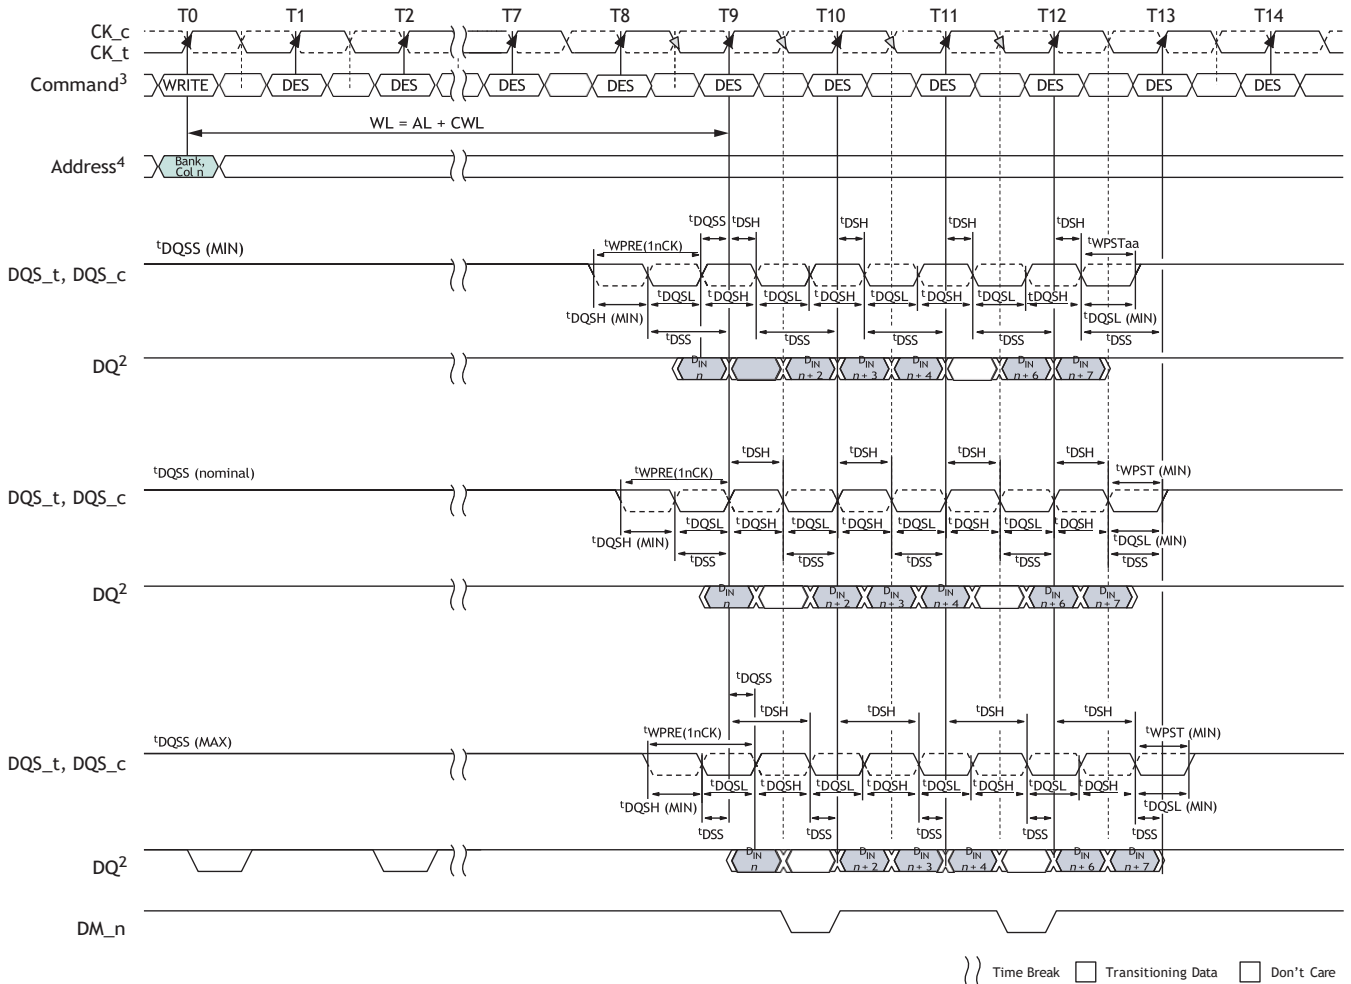 T0 T1 T2 T7 T8 T9 T10 T11 T12 T13 T14
CK_c
CK_t
Command3 WRITE DES DES DES DES DES DES DES DES DES DES
WL = AL + CWL
Address4 Bank,
Col n
tDQSS tDSH tDSH tDSH tDSH
tDQSS (MIN) tWPRE(1nCK) tWPSTaa
DQS_t, DQS_c
tDQSL tDQSH tDQSL tDQSH tDQSL tDQSH tDQSL tDQSH
tDQSH (MIN) tDQSL (MIN)
tDSS tDSS tDSS tDSS tDSS
DQ2 DIN DIN DIN DIN DIN DIN
n n + 2 n + 3 n + 4 n + 6 n + 7
tDSH tDSH tDSH tDSH
tDQSS (nominal) tWPRE(1nCK) tWPST (MIN)
DQS_t, DQS_c
tDQSL tDQSH tDQSL tDQSH tDQSL tDQSH tDQSL tDQSH
tDQSH (MIN) tDQSL (MIN)
tDSS tDSS tDSS tDSS tDSS
DQ2 DIN DIN DIN DIN DIN DIN
n n + 2 n + 3 n + 4 n + 6 n + 7
tDQSS
tDSH tDSH tDSH tDSH
tDQSS (MAX) tWPRE(1nCK) tWPST (MIN)
DQS_t, DQS_c
tDQSL tDQSH tDQSL tDQSH tDQSL tDQSH tDQSL tDQSH
tDQSH (MIN) tDQSL (MIN)
tDSS tDSS tDSS tDSS tDSS
DQ2 DIN DIN DIN DIN DIN DIN
n n + 2 n + 3 n + 4 n + 6 n + 7
DM_n
Time Break Transitioning Data Don't Care